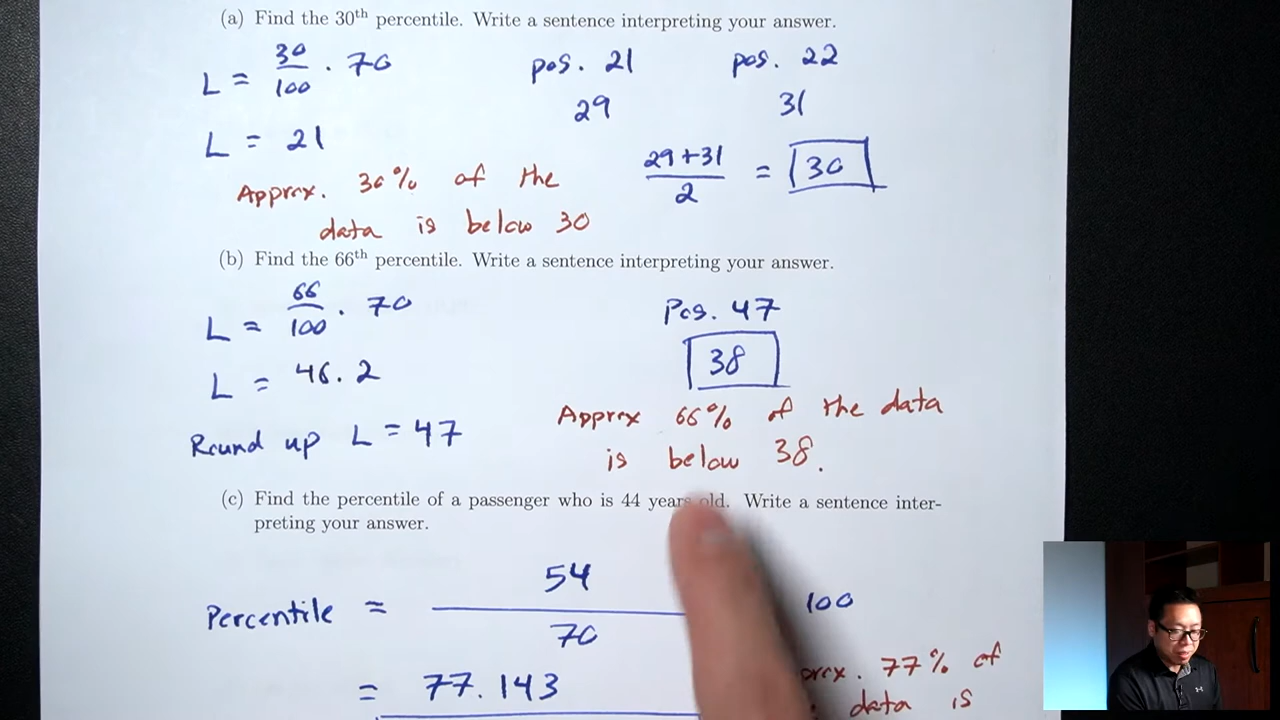 (a) Find the 30th percentile. Write a sentence interpreting your answer.
L = 30/100 · 70
pos. 21
pos. 22
29
31
L = 21
29+31/2 = 30
Apprx. 30% of the
data is below 30
(b) Find the 66th percentile. Write a sentence interpreting your answer.
L = 66/100 · 70
Pos. 47
38
L = 46.2
Round up L = 47
Apprx 66% of the data
is below 38.
(c) Find the percentile of a passenger who is 44 years old. Write a sentence inter-
preting your answer.
Percentile = 54/70 100
= 77.143
77% of
data is